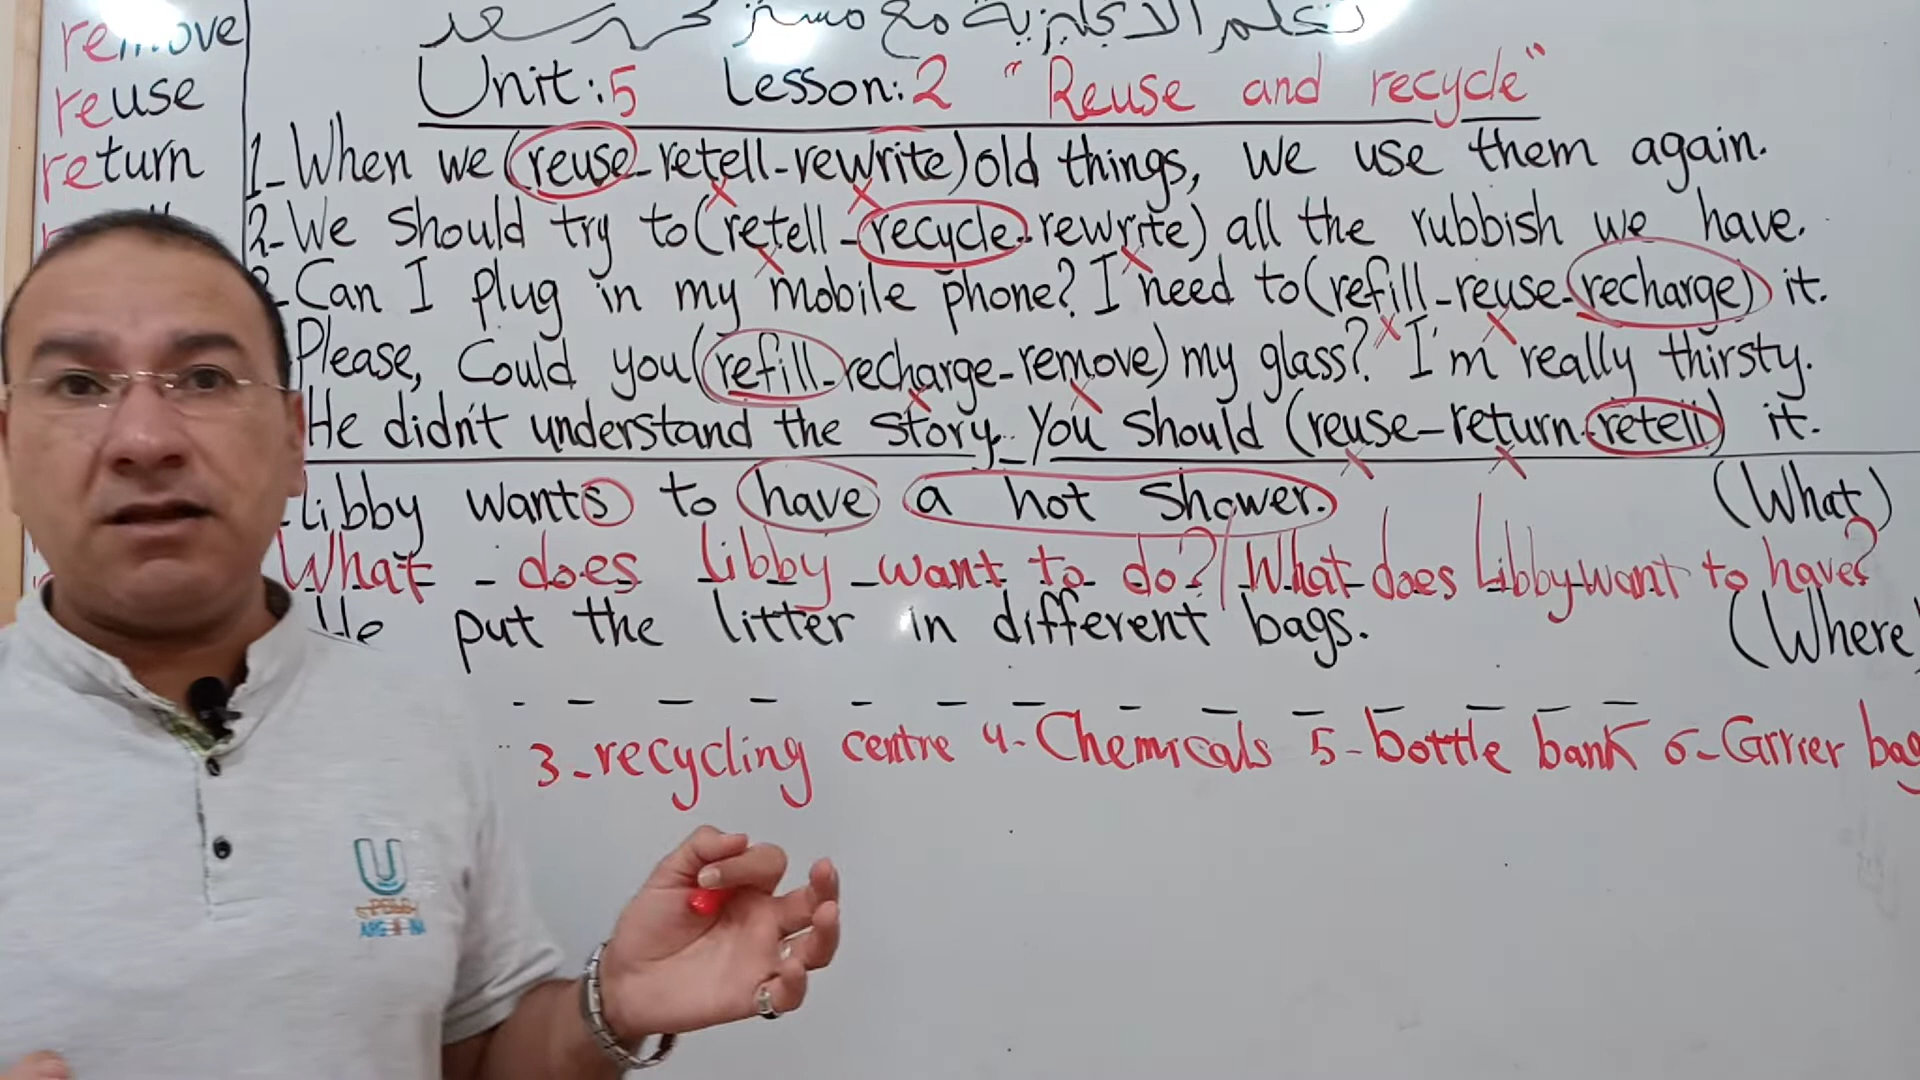 تعلم الانجليزية مع مستر محمد سعد
Unit:5 Lesson:2 "Reuse and recycle"
remove
reuse
return
1-When we (reuse-retell-rewrite) old things, we use them again.
2-We should try to (retell-recycle-rewrite) all the rubbish we have.
Can I plug in my mobile phone? I need to (refill-reuse-recharge) it.
Please, Could you (refill-recharge-remove) my glass? I'm really thirsty.
He didn't understand the story. You should (reuse-return-retell) it.
Libby wants to have a hot shower. (What)
What does Libby want to do?/What does Libby want to have?
He put the litter in different bags. (Where
3-recycling centre 4-Chemicals 5-bottle bank 6-Carrier bag
U
ARGENTINA